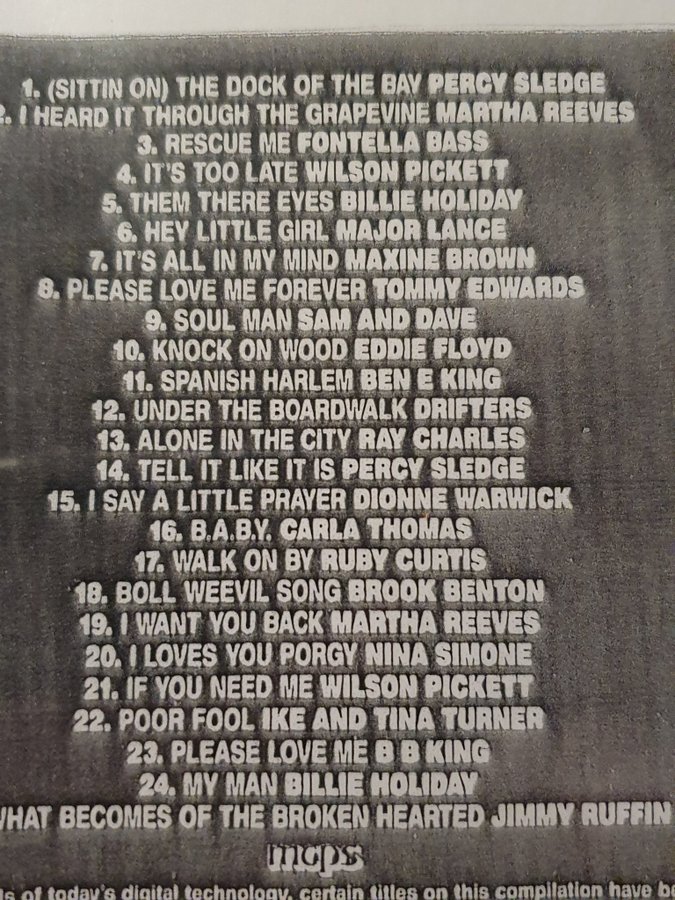 1. (SITTIN ON) THE DOCK OF THE BAY PERCY SLEDGE
2. I HEARD IT THROUGH THE GRAPEVINE MARTHA REEVES
3. RESCUE ME FONTELLA BASS
4. IT'S TOO LATE WILSON PICKETT
5. THEM THERE EYES BILLIE HOLIDAY
6. HEY LITTLE GIRL MAJOR LANCE
7. IT'S ALL IN MY MIND MAXINE BROWN
8. PLEASE LOVE ME FOREVER TOMMY EDWARDS
9. SOUL MAN SAM AND DAVE
10. KNOCK ON WOOD EDDIE FLOYD
11. SPANISH HARLEM BEN E KING
12. UNDER THE BOARDWALK DRIFTERS
13. ALONE IN THE CITY RAY CHARLES
14. TELL IT LIKE IT IS PERCY SLEDGE
15. I SAY A LITTLE PRAYER DIONNE WARWICK
16. B.A.B.Y. CARLA THOMAS
17. WALK ON BY RUBY CURTIS
18. BOLL WEEVIL SONG BROOK BENTON
19. I WANT YOU BACK MARTHA REEVES
20. I LOVES YOU PORGY NINA SIMONE
21. IF YOU NEED ME WILSON PICKETT
22. POOR FOOL IKE AND TINA TURNER
23. PLEASE LOVE ME B B KING
24. MY MAN BILLIE HOLIDAY
WHAT BECOMES OF THE BROKEN HEARTED JIMMY RUFFIN
mcps
of today's digital technology, certain titles on this compilation have